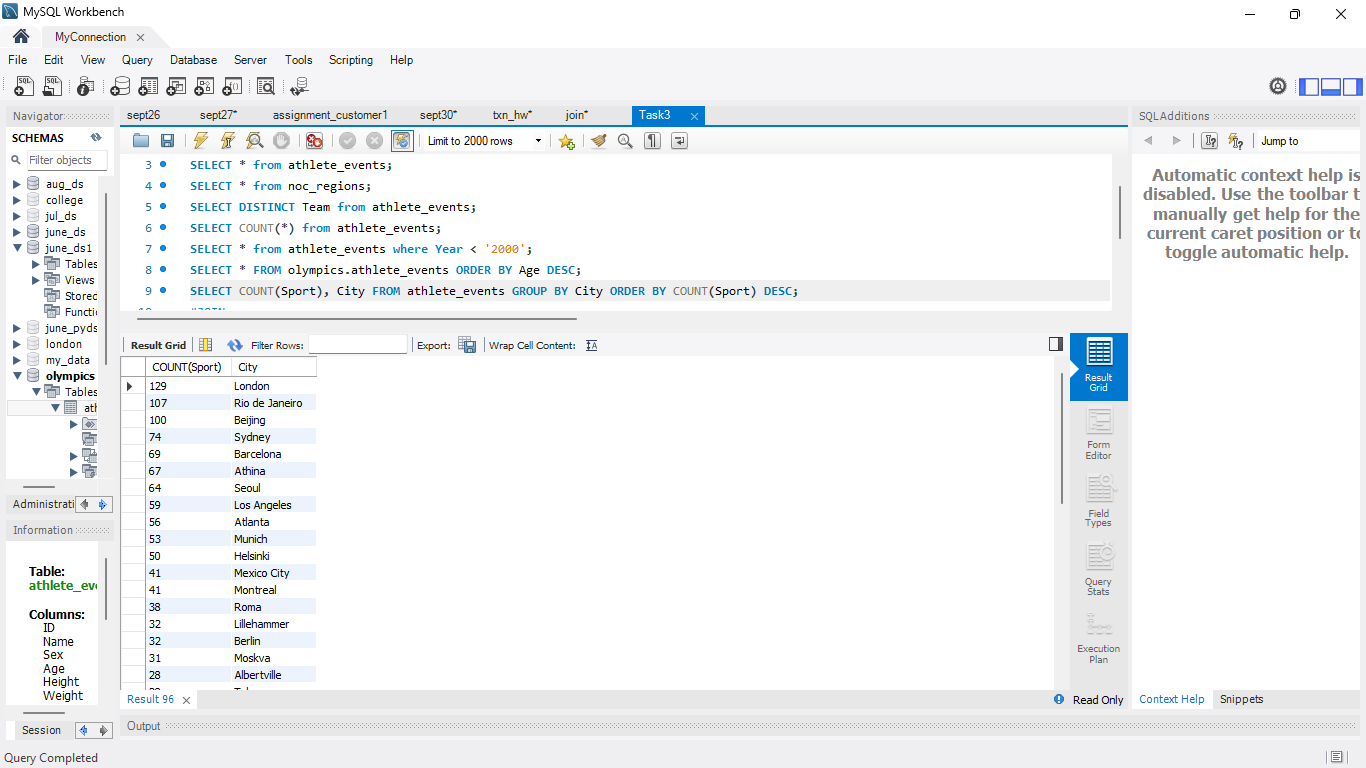 MySQL Workbench
MyConnection
File Edit View Query Database Server Tools Scripting Help
Navigator
SCHEMAS
Filter objects
aug_ds
college
jul_ds
june_ds
june_ds1
Tables
Views
Stored
Functi
june_pyds
london
my_data
olympics
Tables
ath
Administrati
Information
Table:
athlete_eve
Columns:
ID
Name
Sex
Age
Height
Weight
Session
sept26 sept27* assignment_customer1 sept30* txn_hw* join* Task3
Limit to 2000 rows
3 SELECT * from athlete_events;
4 SELECT * from noc_regions;
5 SELECT DISTINCT Team from athlete_events;
6 SELECT COUNT(*) from athlete_events;
7 SELECT * from athlete_events where Year < '2000';
8 SELECT * FROM olympics.athlete_events ORDER BY Age DESC;
9 SELECT COUNT(Sport), City FROM athlete_events GROUP BY City ORDER BY COUNT(Sport) DESC;
Result Grid Filter Rows: Export: Wrap Cell Content:
COUNT(Sport) City
129 London
107 Rio de Janeiro
100 Beijing
74 Sydney
69 Barcelona
67 Athina
64 Seoul
59 Los Angeles
56 Atlanta
53 Munich
50 Helsinki
41 Mexico City
41 Montreal
38 Roma
32 Lillehammer
32 Berlin
31 Moskva
28 Albertville
Result Grid
Form Editor
Field Types
Query Stats
Execution Plan
Result 96
Read Only
Output
SQLAdditions
Jump to
Automatic context help is
disabled. Use the toolbar t
manually get help for the
current caret position or to
toggle automatic help.
Context Help Snippets
Query Completed